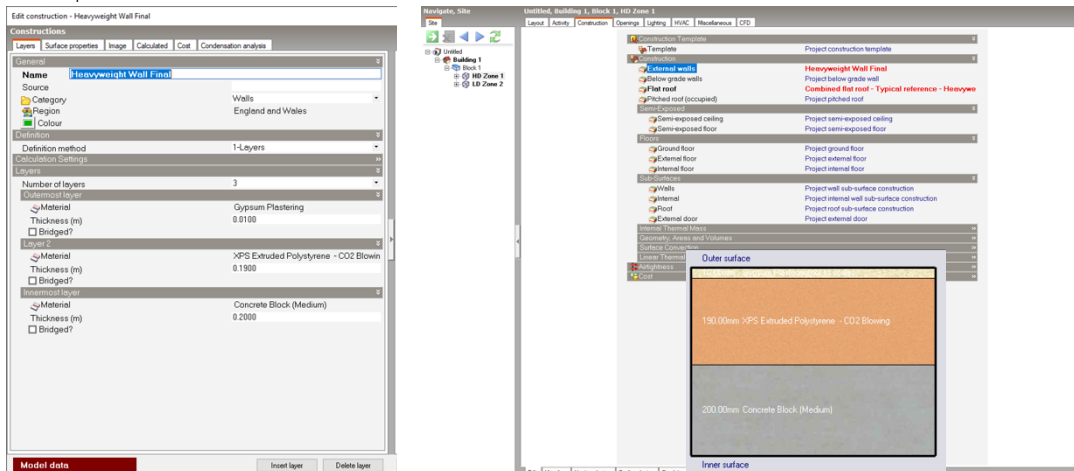 Edit construction - Heavyweight Wall Final
Constructions
Layers Surface properties Image Calculated Cost Condensation analysis
General
Name Heavyweight Wall Final
Source
Category Walls
Region England and Wales
Colour
Definition
Definition method 1-Layers
Calculation Settings
Layers
Number of layers 3
Outermost layer
Material Gypsum Plastering
Thickness (m) 0.0100
Bridged?
Layer 2
Material XPS Extruded Polystyrene - CO2 Blowin
Thickness (m) 0.1900
Bridged?
Innermost layer
Material Concrete Block (Medium)
Thickness (m) 0.2000
Bridged?
Model data Insert layer Delete layer
Navigate, Site
Site
Untitled
Building 1
Block 1
HD Zone 1
LD Zone 2
Untitled, Building 1, Block 1, HD Zone 1
Layout Activity Construction Openings Lighting HVAC Miscellaneous CFD
Construction Template
Template Project construction template
Construction
External walls Heavyweight Wall Final
Below grade walls Project below grade wall
Flat roof Combined flat roof - Typical reference - Heavywe
Pitched roof (occupied) Project pitched roof
Semi-Exposed
Semi-exposed ceiling Project semi-exposed ceiling
Semi-exposed floor Project semi-exposed floor
Floors
Ground floor Project ground floor
External floor Project external floor
Internal floor Project internal floor
Sub-Surfaces
Walls Project wall sub-surface construction
Internal Project internal wall sub-surface construction
Roof Project roof sub-surface construction
External door Project external door
Internal Thermal Mass
Geometry, Areas and Volumes
Surface Convection
Linear Thermal
Airtightness
Cost
Outer surface
190.00mm XPS Extruded Polystyrene - CO2 Blowing
200.00mm Concrete Block (Medium)
Inner surface